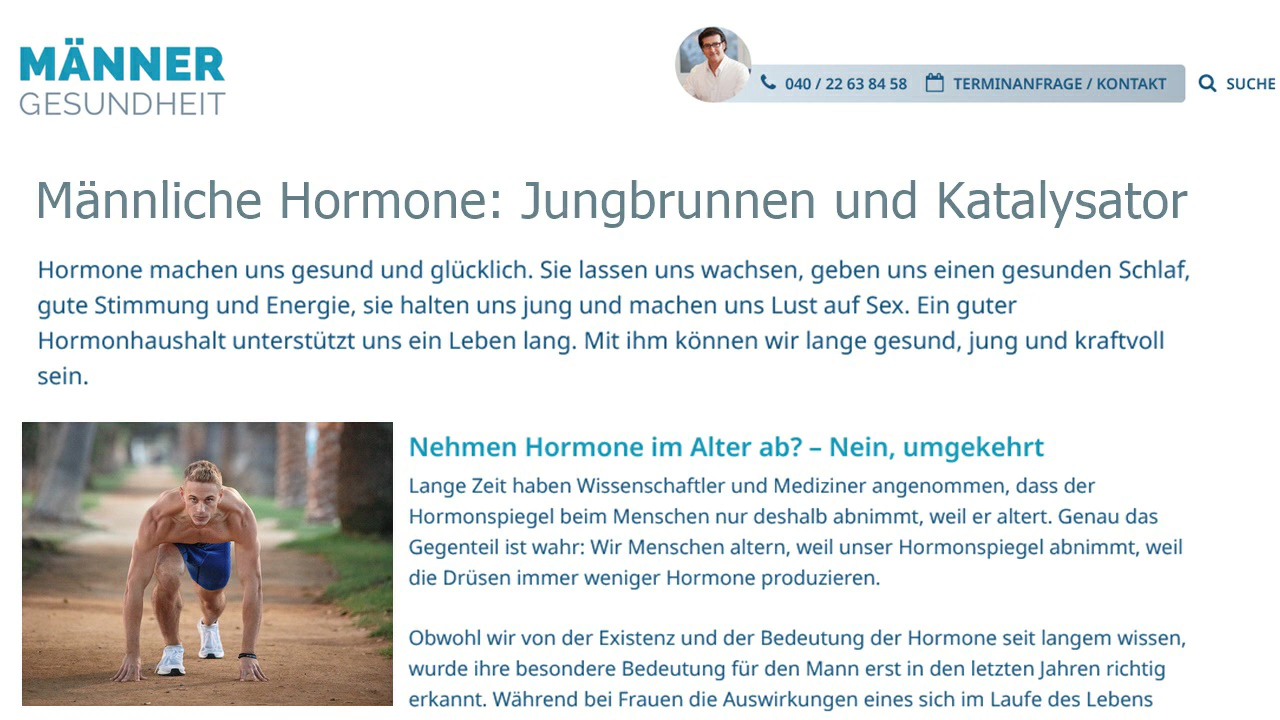 MÄNNER
GESUNDHEIT
040 / 22 63 84 58 TERMINANFRAGE / KONTAKT SUCHE
Männliche Hormone: Jungbrunnen und Katalysator
Hormone machen uns gesund und glücklich. Sie lassen uns wachsen, geben uns einen gesunden Schlaf,
gute Stimmung und Energie, sie halten uns jung und machen uns Lust auf Sex. Ein guter
Hormonhaushalt unterstützt uns ein Leben lang. Mit ihm können wir lange gesund, jung und kraftvoll
sein.
Nehmen Hormone im Alter ab? – Nein, umgekehrt
Lange Zeit haben Wissenschaftler und Mediziner angenommen, dass der
Hormonspiegel beim Menschen nur deshalb abnimmt, weil er altert. Genau das
Gegenteil ist wahr: Wir Menschen altern, weil unser Hormonspiegel abnimmt, weil
die Drüsen immer weniger Hormone produzieren.
Obwohl wir von der Existenz und der Bedeutung der Hormone seit langem wissen,
wurde ihre besondere Bedeutung für den Mann erst in den letzten Jahren richtig
erkannt. Während bei Frauen die Auswirkungen eines sich im Laufe des Lebens